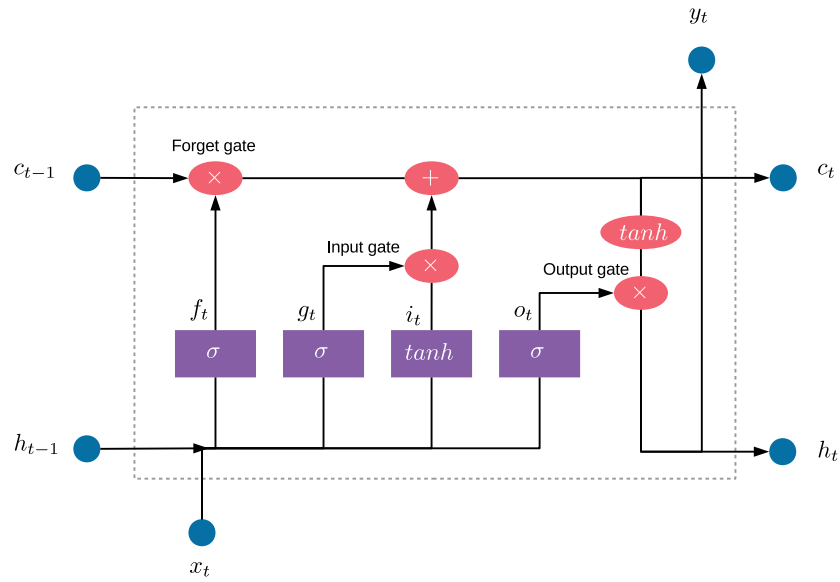 y_t
Forget gate
c_{t-1}
×
+
c_t
tanh
Input gate
×
Output gate
×
f_t
g_t
i_t
o_t
σ
σ
tanh
σ
h_{t-1}
h_t
x_t